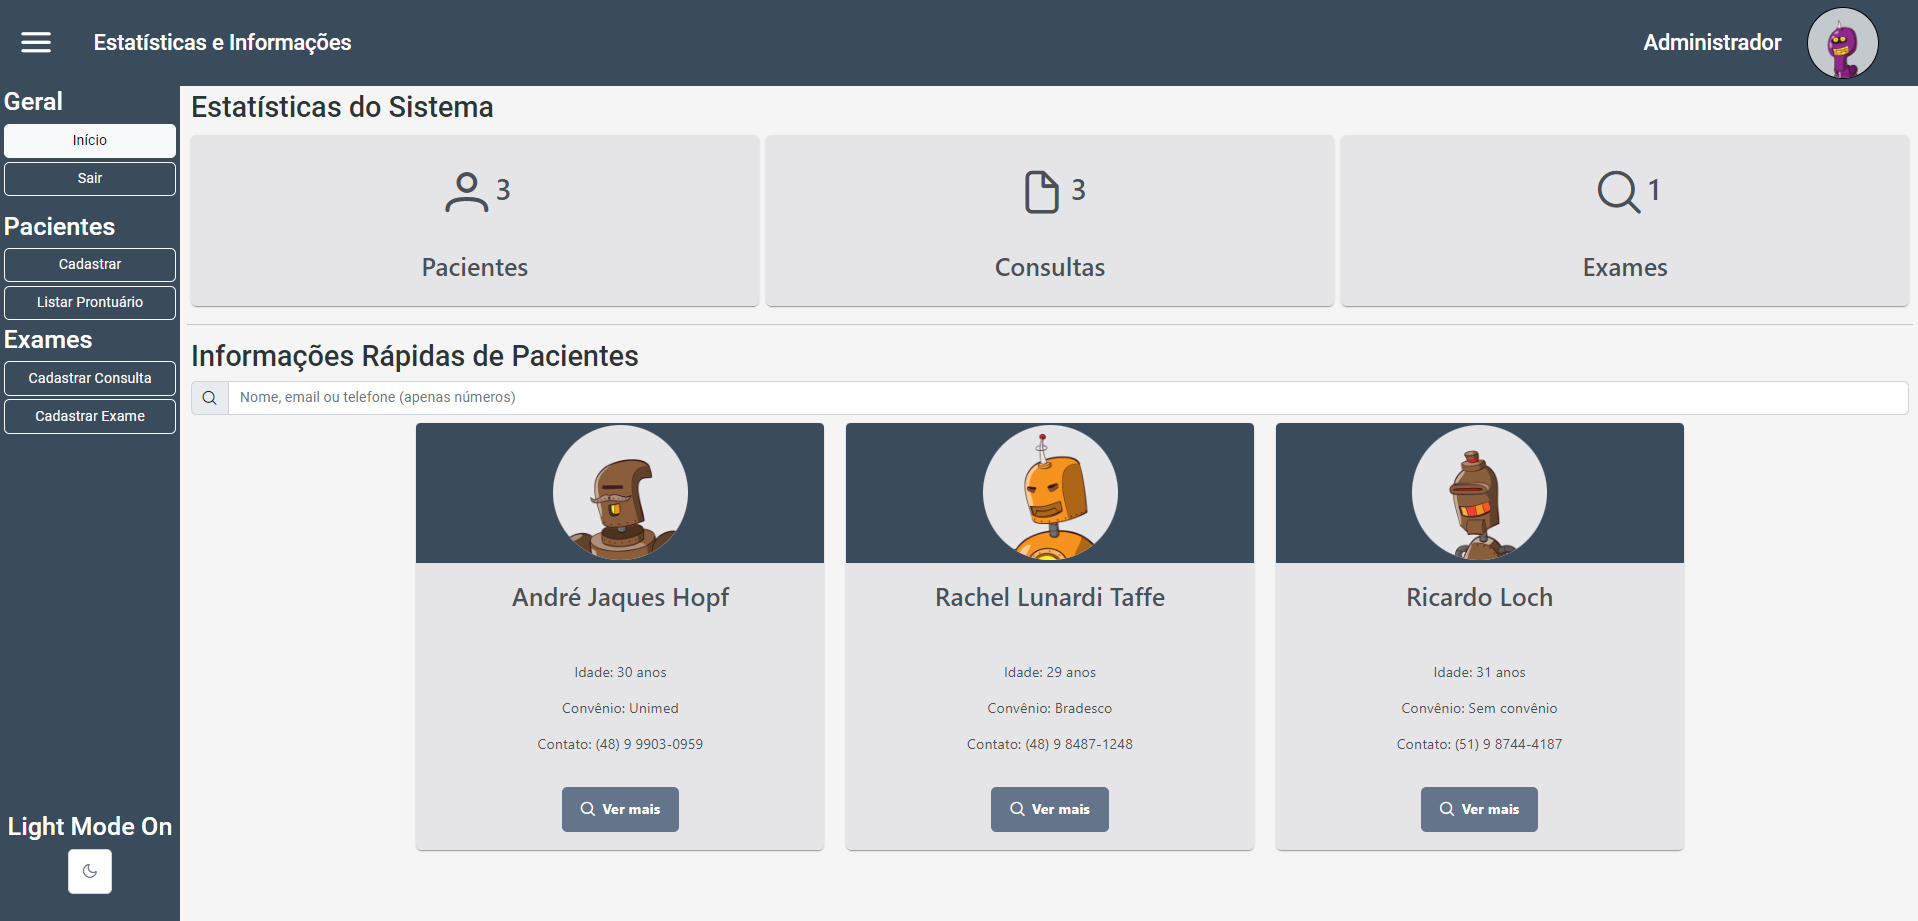 Estatísticas e Informações
Administrador
Geral
Início
Sair
Pacientes
Cadastrar
Listar Prontuário
Exames
Cadastrar Consulta
Cadastrar Exame
Light Mode On
Estatísticas do Sistema
3
Pacientes
3
Consultas
1
Exames
Informações Rápidas de Pacientes
Nome, email ou telefone (apenas números)
André Jaques Hopf
Idade: 30 anos
Convênio: Unimed
Contato: (48) 9 9903-0959
Ver mais
Rachel Lunardi Taffe
Idade: 29 anos
Convênio: Bradesco
Contato: (48) 9 8487-1248
Ver mais
Ricardo Loch
Idade: 31 anos
Convênio: Sem convênio
Contato: (51) 9 8744-4187
Ver mais